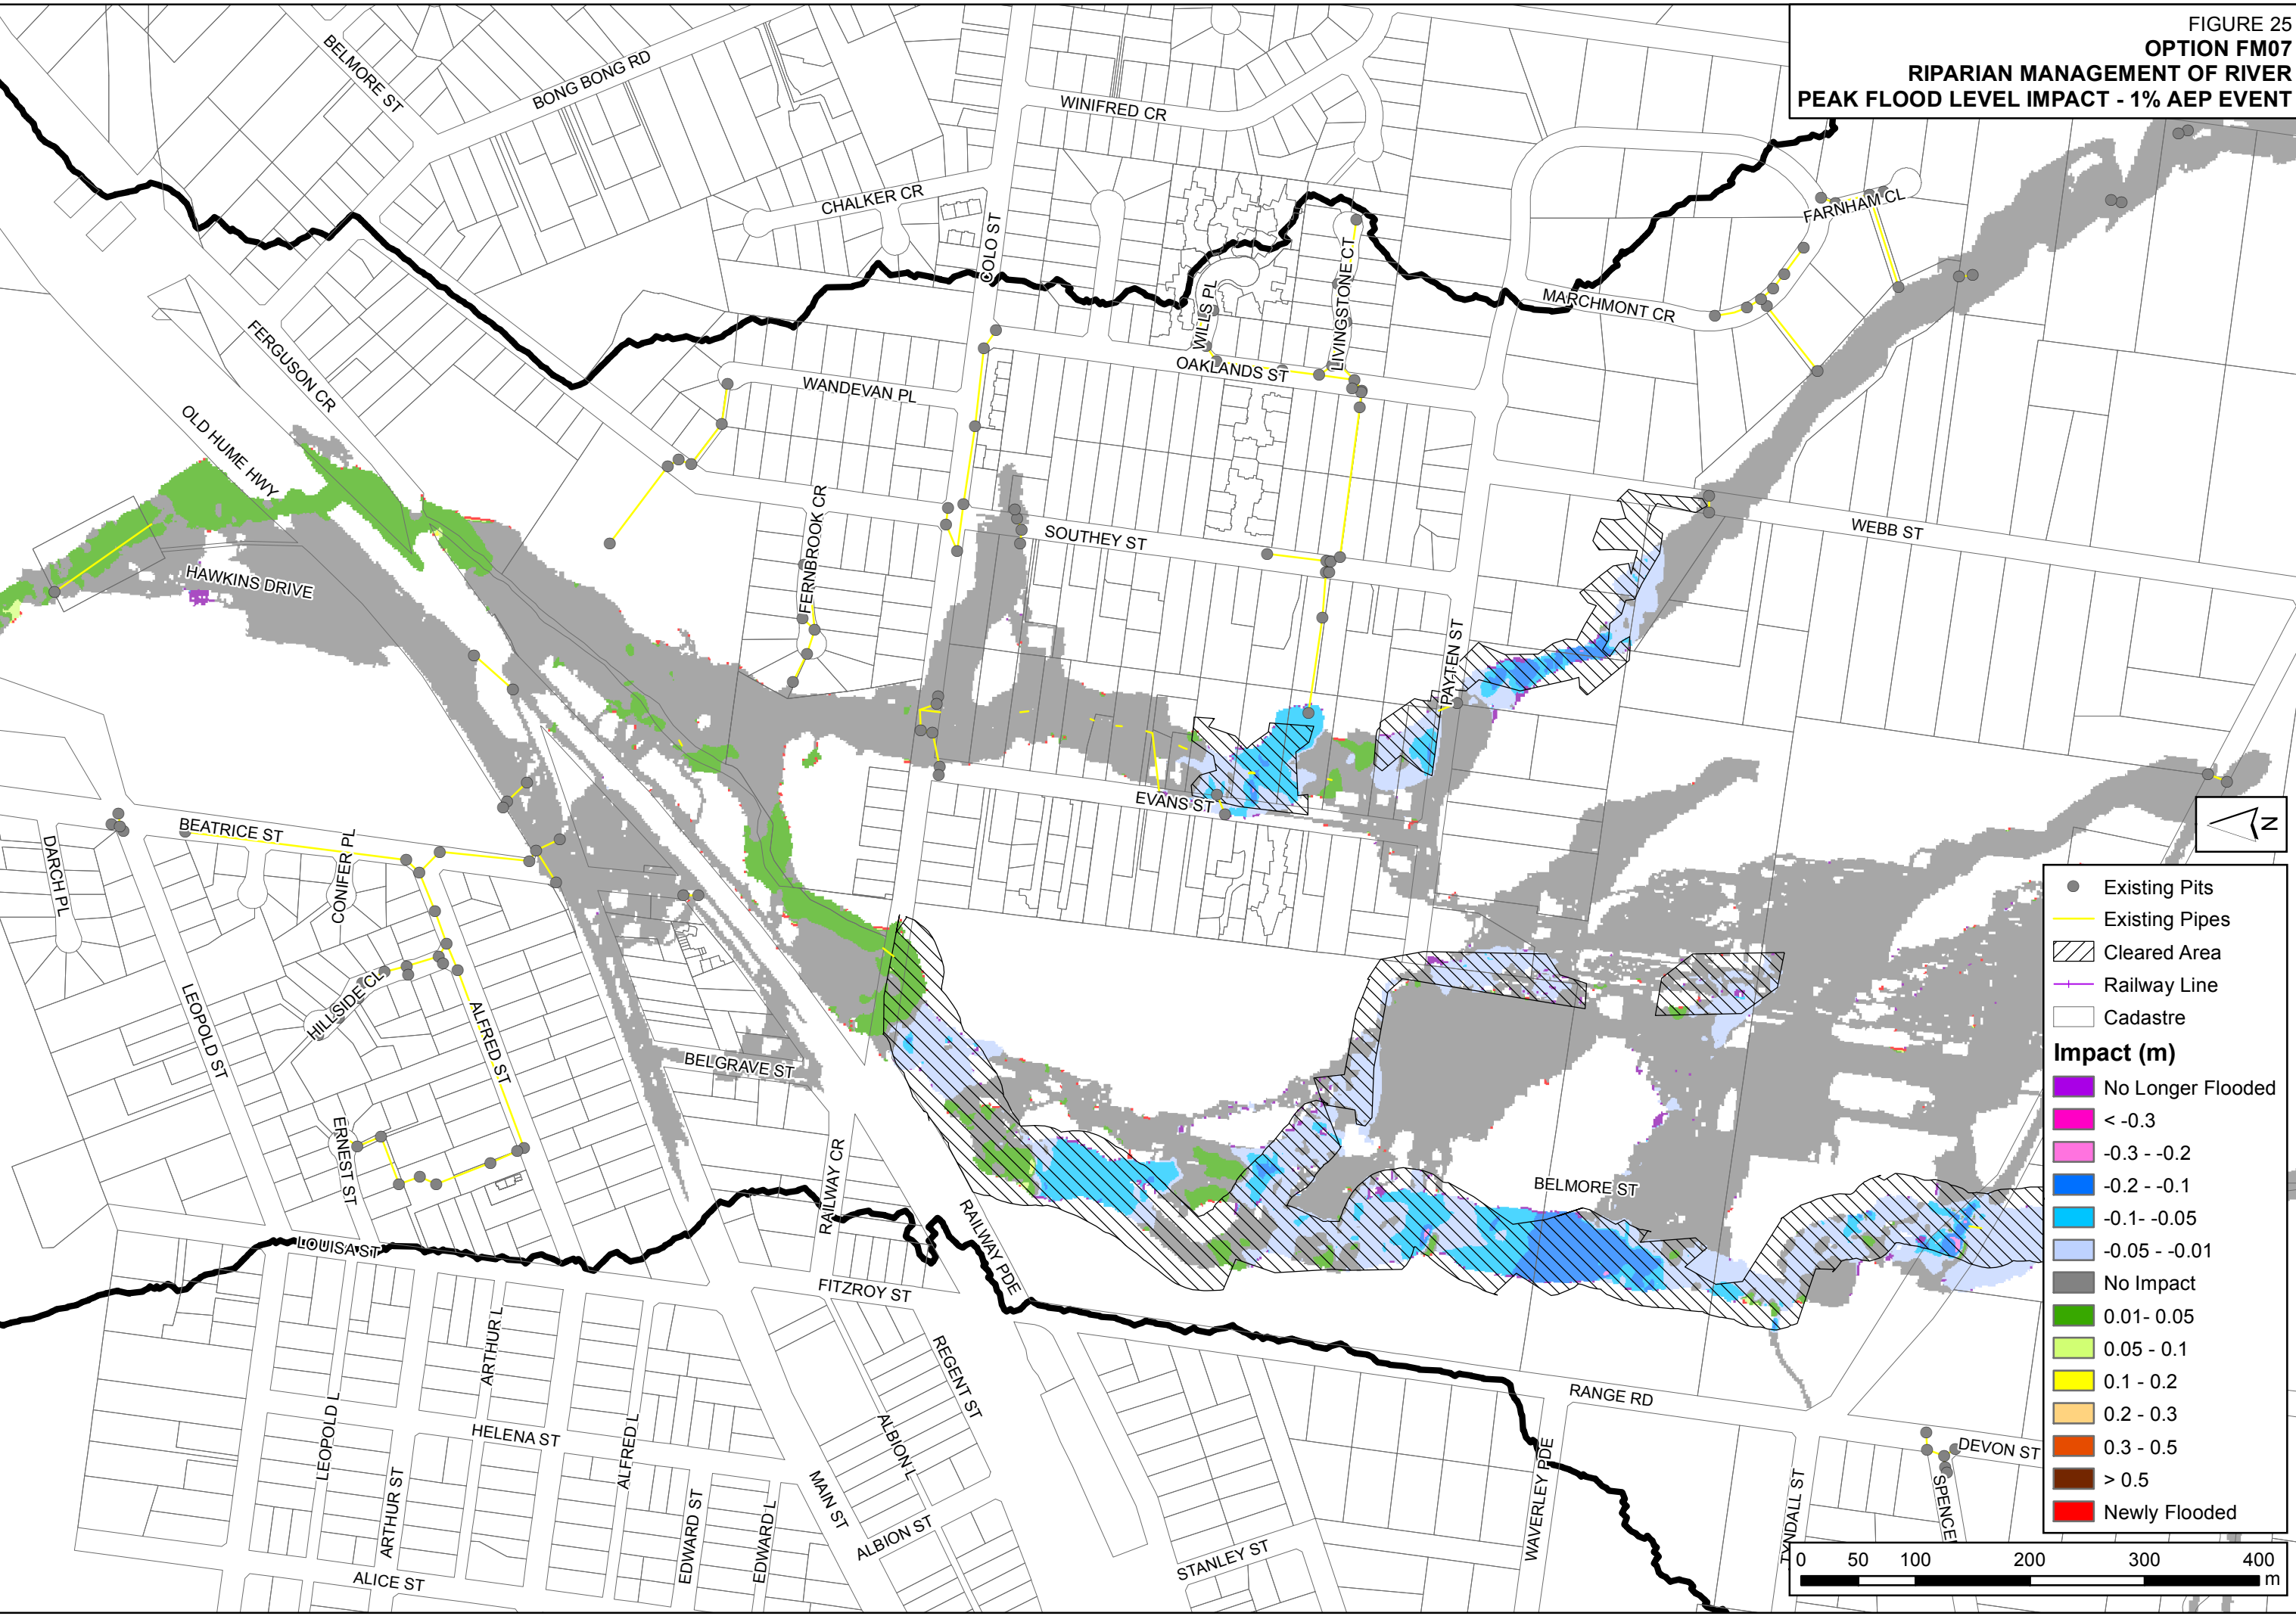 FIGURE 25
OPTION FM07
RIPARIAN MANAGEMENT OF RIVER
PEAK FLOOD LEVEL IMPACT - 1% AEP EVENT
BELMORE ST
BONG BONG RD
WINIFRED CR
CHALKER CR
COLO ST
FARNHAM CL
WILLS PL
LIVINGSTONE CT
MARCHMONT CR
FERGUSON CR
OAKLANDS ST
WANDEVAN PL
OLD HUME HWY
FERNBROOK CR
SOUTHEY ST
WEBB ST
HAWKINS DRIVE
PAYTEN ST
EVANS ST
BEATRICE ST
DARCH PL
CONIFER PL
HILLSIDE CL
LEOPOLD ST
ALFRED ST
BELGRAVE ST
ERNEST ST
RAILWAY CR
BELMORE ST
LOUISA ST
RAILWAY PDE
FITZROY ST
ARTHUR L
REGENT ST
RANGE RD
LEOPOLD L
HELENA ST
ALFRED L
ALBION L
DEVON ST
MAIN ST
WAVERLEY PDE
ARTHUR ST
EDWARD ST
EDWARD L
ALBION ST
STANLEY ST
TYNDALL ST
SPENCE
ALICE ST
N
Existing Pits
Existing Pipes
Cleared Area
Railway Line
Cadastre
Impact (m)
No Longer Flooded
< -0.3
-0.3 - -0.2
-0.2 - -0.1
-0.1- -0.05
-0.05 - -0.01
No Impact
0.01- 0.05
0.05 - 0.1
0.1 - 0.2
0.2 - 0.3
0.3 - 0.5
> 0.5
Newly Flooded
0 50 100 200 300 400
m